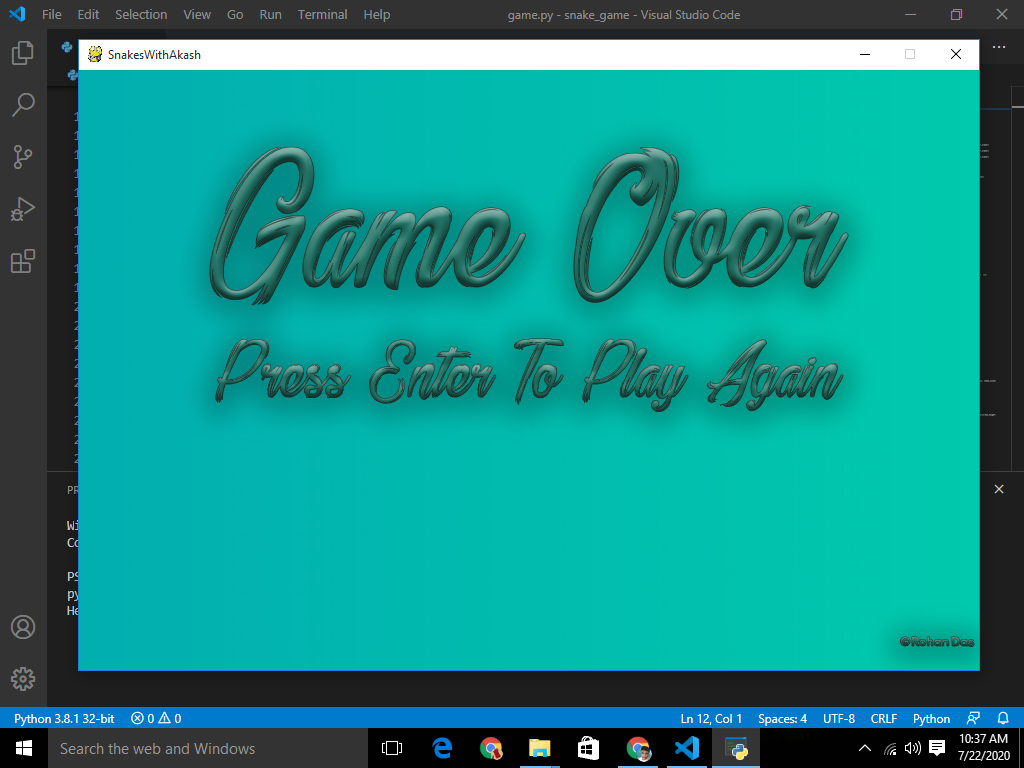 File Edit Selection View Go Run Terminal Help
game.py - snake_game - Visual Studio Code
SnakesWithAkash
Game Over
Press Enter To Play Again
©Rohan Das
Python 3.8.1 32-bit 0 0
Ln 12, Col 1 Spaces: 4 UTF-8 CRLF Python
Search the web and Windows
10:37 AM
7/22/2020